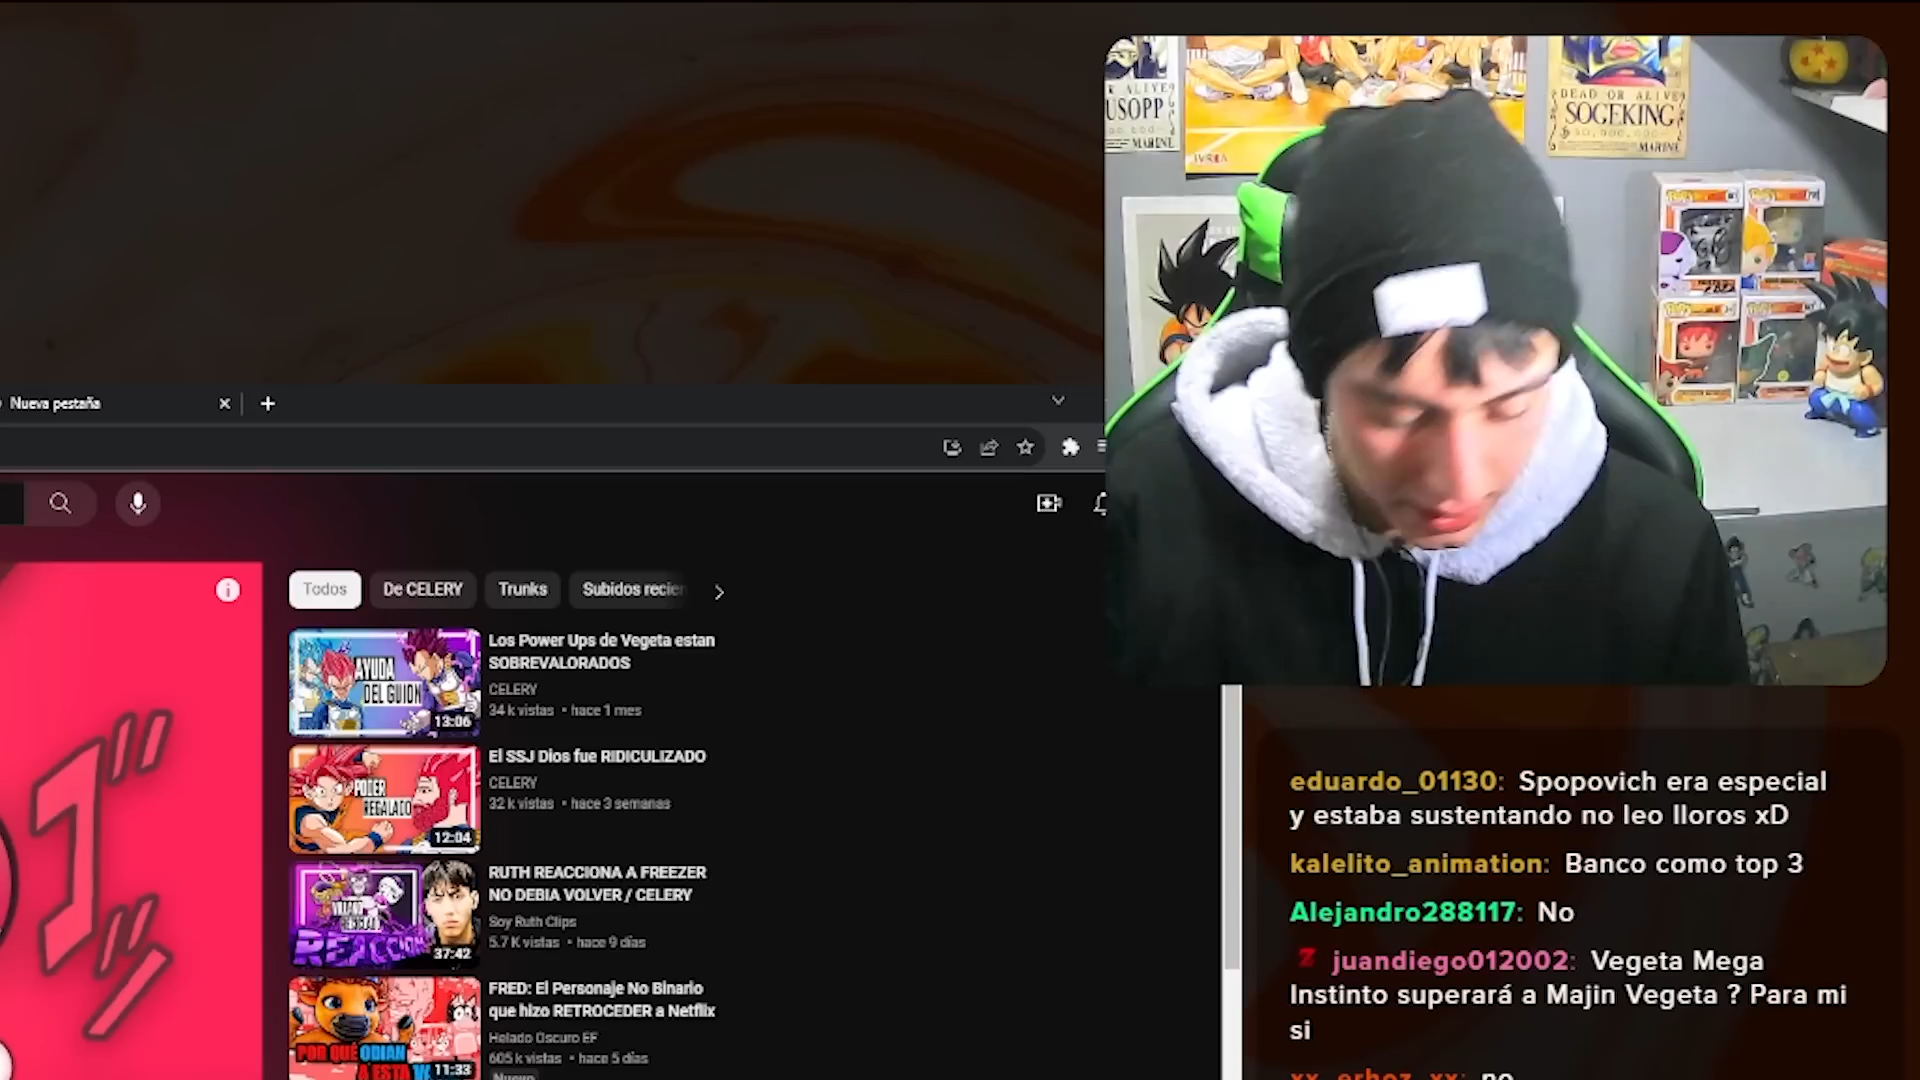 Nueva pestaña
Todos
De CELERY
Trunks
Subidos recie
Los Power Ups de Vegeta estan
SOBREVALORADOS
CELERY
34 k vistas • hace 1 mes
AYUDA
DEL GUION
13:06
El SSJ Dios fue RIDICULIZADO
CELERY
32 k vistas • hace 3 semanas
PODER
REGALADO
12:04
RUTH REACCIONA A FREEZER
NO DEBIA VOLVER / CELERY
Soy Ruth Clips
5.7 K vistas • hace 9 días
37:42
FRED: El Personaje No Binario
que hizo RETROCEDER a Netflix
Helado Oscuro EF
605 k vistas • hace 5 días
Nuevo
POR QUÉ ODIAN
A ESTA
11:33
ALIVE
USOPP
MARINE
IVREA
DEAD OR ALIVE
SOGEKING
MARINE
eduardo_01130: Spopovich era especial
y estaba sustentando no leo lloros xD
kalelito_animation: Banco como top 3
Alejandro288117: No
juandiego012002: Vegeta Mega
Instinto superará a Majin Vegeta ? Para mi
si
xx_erhoz_xx: no